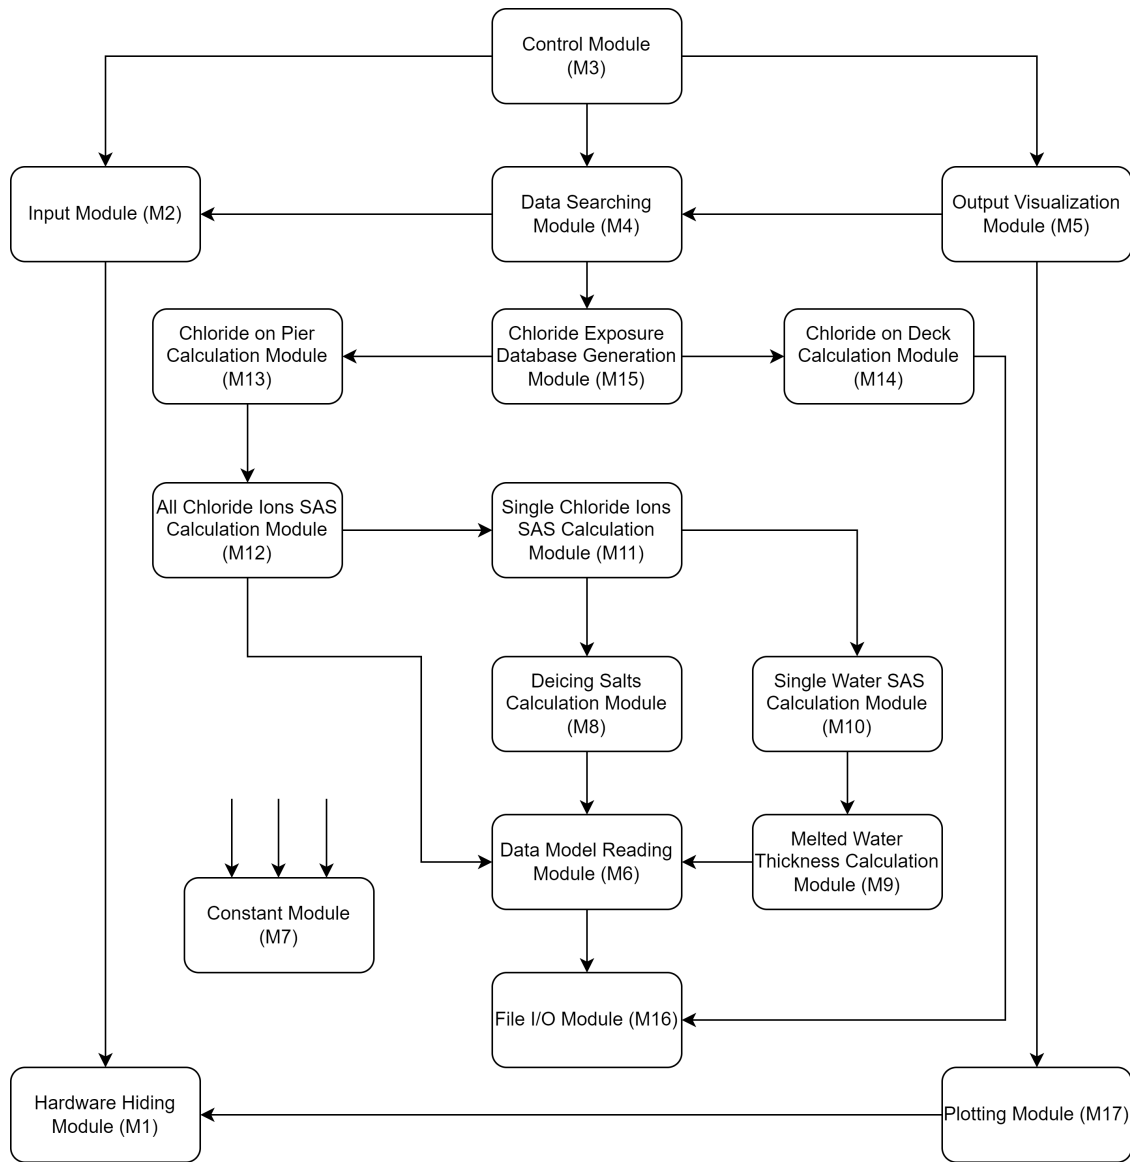 Control Module
(M3)
Input Module (M2)
Data Searching
Module (M4)
Output Visualization
Module (M5)
Chloride on Pier
Calculation Module
(M13)
Chloride Exposure
Database Generation
Module (M15)
Chloride on Deck
Calculation Module
(M14)
All Chloride Ions SAS
Calculation Module
(M12)
Single Chloride Ions
SAS Calculation
Module (M11)
Deicing Salts
Calculation Module
(M8)
Single Water SAS
Calculation Module
(M10)
Data Model Reading
Module (M6)
Melted Water
Thickness Calculation
Module (M9)
Constant Module
(M7)
File I/O Module (M16)
Hardware Hiding
Module (M1)
Plotting Module (M17)